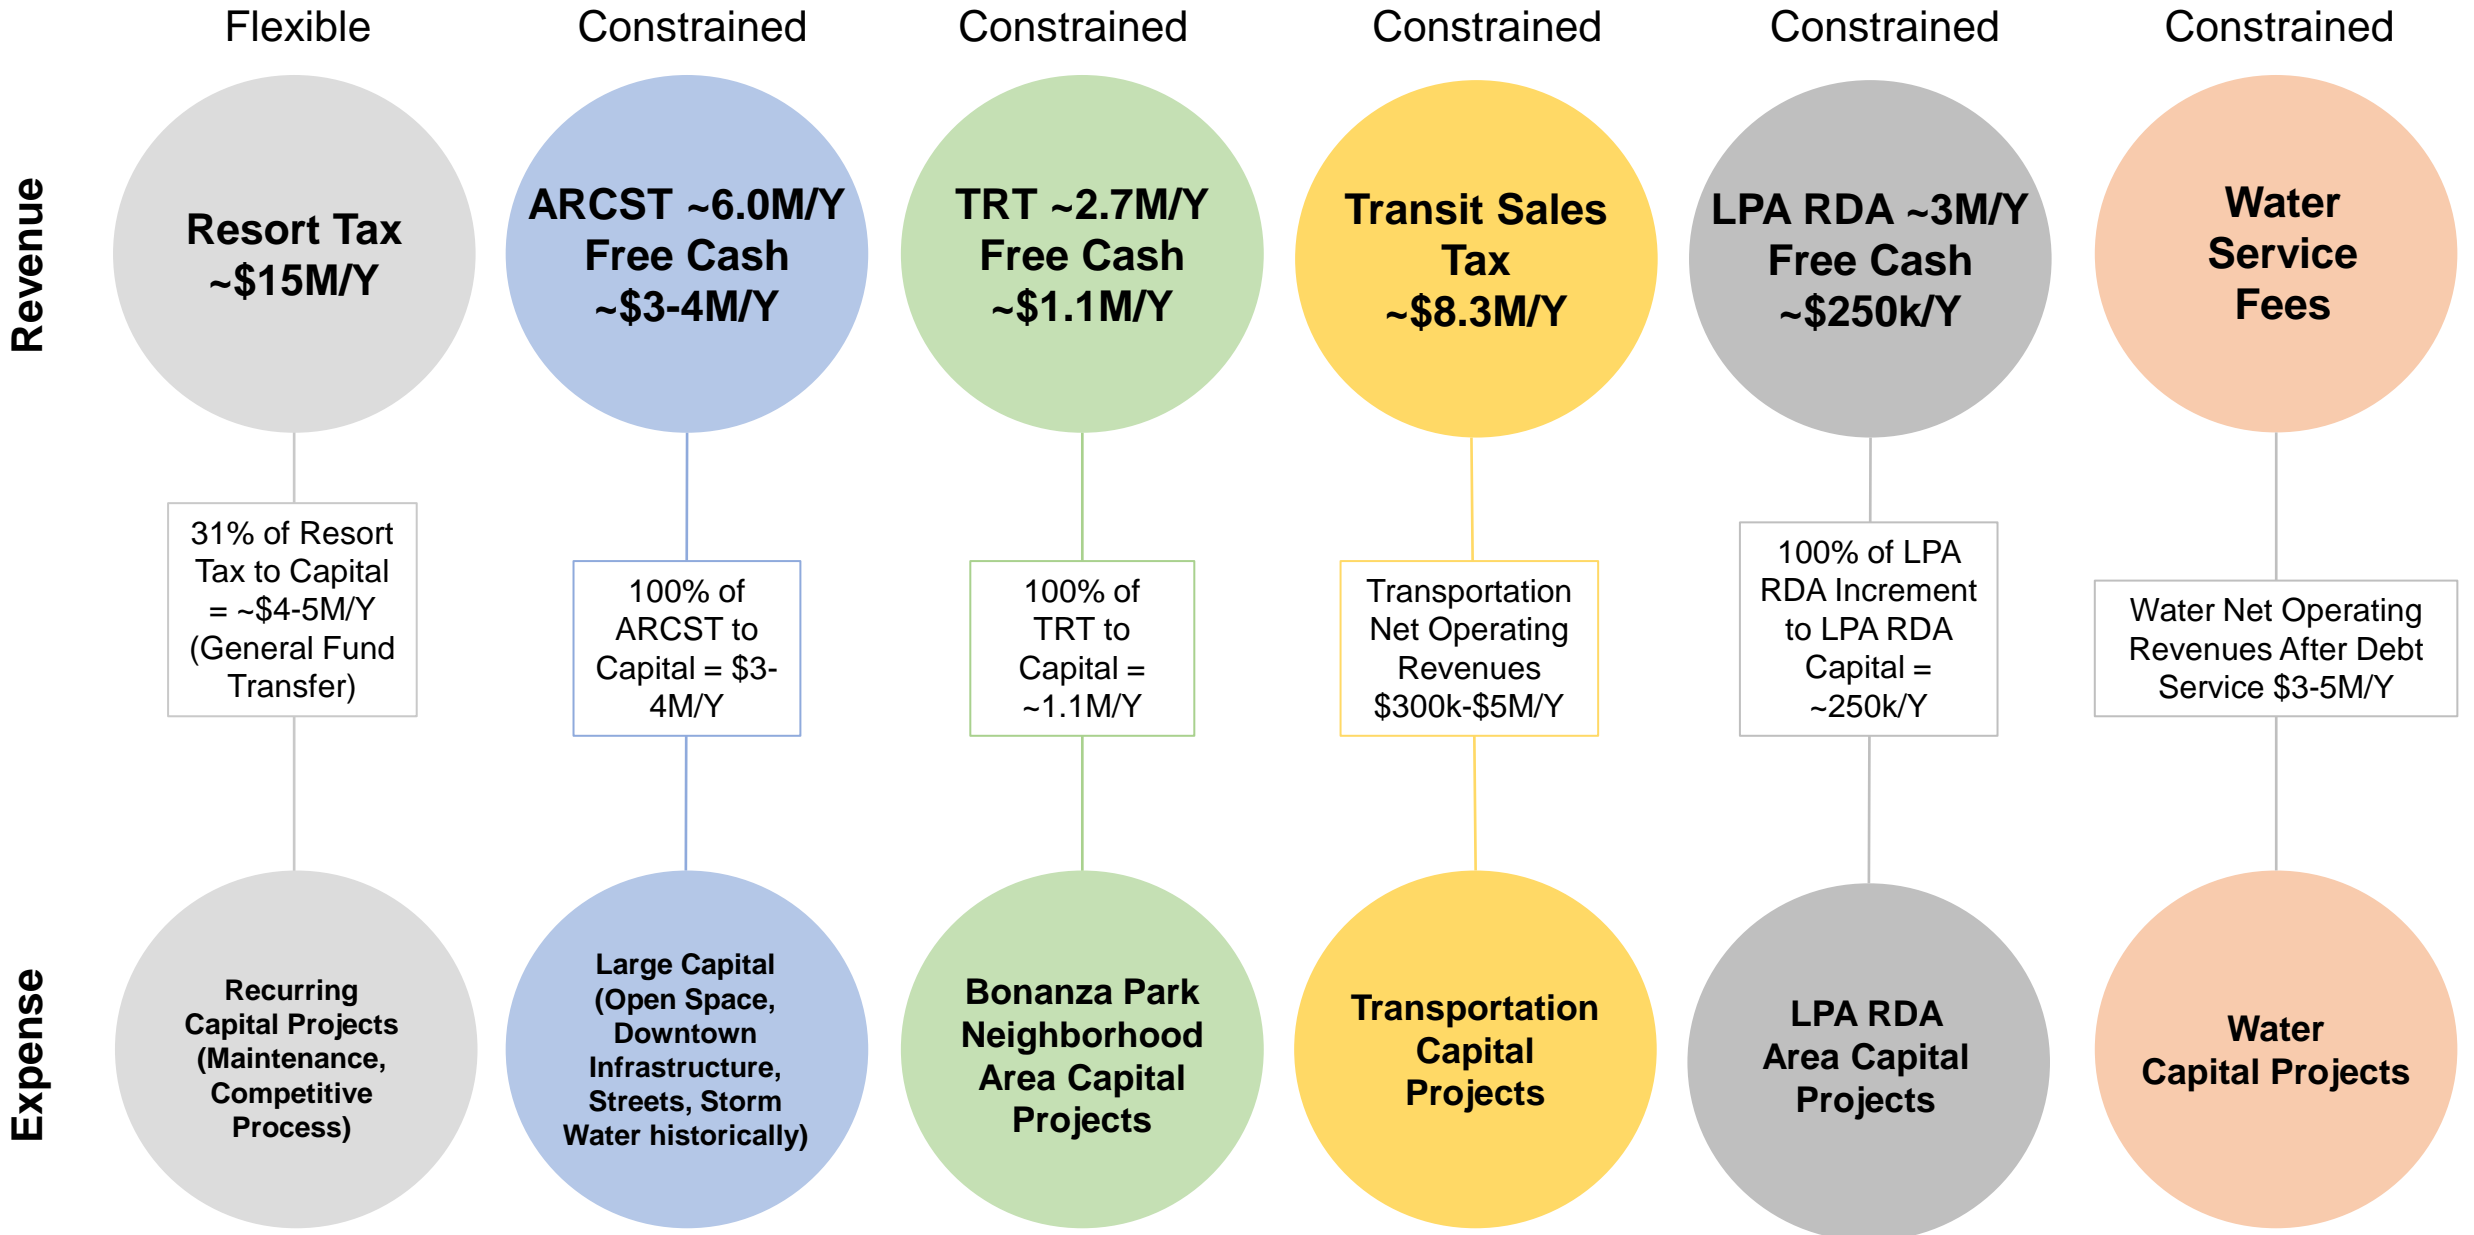 Flexible
Constrained
Constrained
Constrained
Constrained
Constrained
Revenue
Resort Tax
~$15M/Y
ARCST ~6.0M/Y
Free Cash
~$3-4M/Y
TRT ~2.7M/Y
Free Cash
~$1.1M/Y
Transit Sales
Tax
~$8.3M/Y
LPA RDA ~3M/Y
Free Cash
~$250k/Y
Water
Service
Fees
31% of Resort
Tax to Capital
= ~$4-5M/Y
(General Fund
Transfer)
100% of
ARCST to
Capital = $3-
4M/Y
100% of
TRT to
Capital =
~1.1M/Y
Transportation
Net Operating
Revenues
$300k-$5M/Y
100% of LPA
RDA Increment
to LPA RDA
Capital =
~250k/Y
Water Net Operating
Revenues After Debt
Service $3-5M/Y
Expense
Recurring
Capital Projects
(Maintenance,
Competitive
Process)
Large Capital
(Open Space,
Downtown
Infrastructure,
Streets, Storm
Water historically)
Bonanza Park
Neighborhood
Area Capital
Projects
Transportation
Capital
Projects
LPA RDA
Area Capital
Projects
Water
Capital Projects